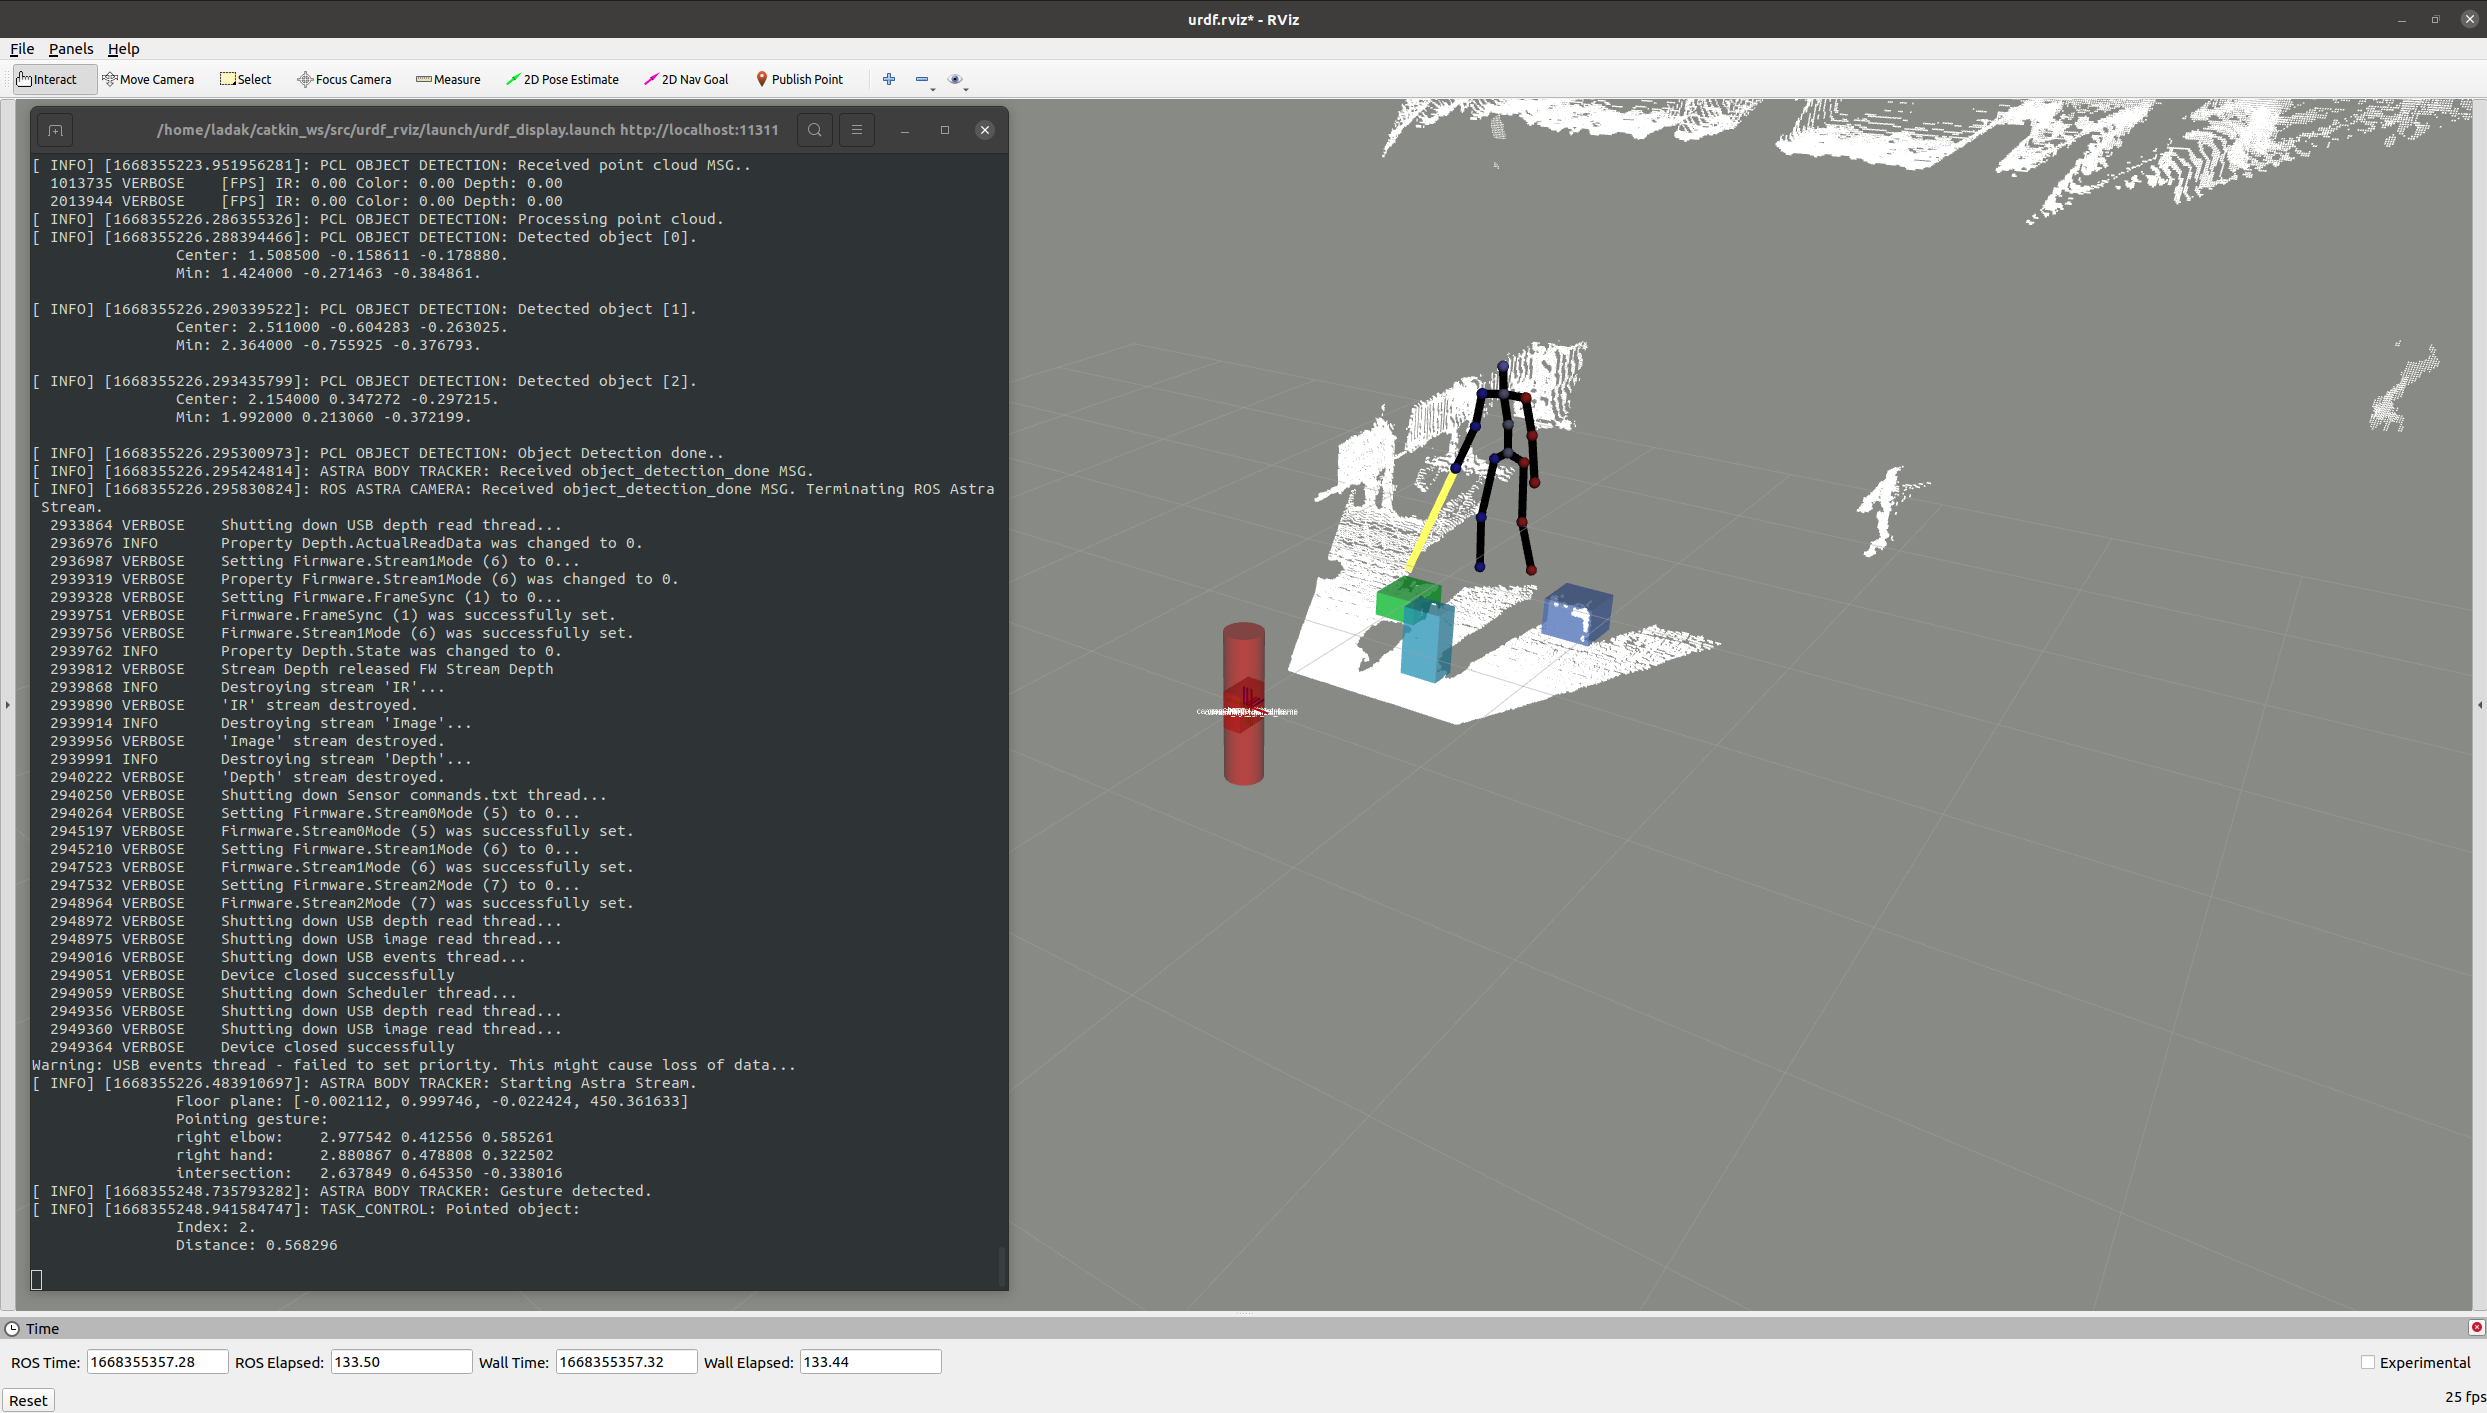 urdf.rviz* - RViz
File Panels Help
Interact Move Camera Select Focus Camera Measure 2D Pose Estimate 2D Nav Goal Publish Point
/home/ladak/catkin_ws/src/urdf_rviz/launch/urdf_display.launch http://localhost:11311
[ INFO] [1668355223.951956281]: PCL OBJECT DETECTION: Received point cloud MSG..
1013735 VERBOSE [FPS] IR: 0.00 Color: 0.00 Depth: 0.00
2013944 VERBOSE [FPS] IR: 0.00 Color: 0.00 Depth: 0.00
[ INFO] [1668355226.286355326]: PCL OBJECT DETECTION: Processing point cloud.
[ INFO] [1668355226.288394466]: PCL OBJECT DETECTION: Detected object [0].
Center: 1.508500 -0.158611 -0.178880.
Min: 1.424000 -0.271463 -0.384861.
[ INFO] [1668355226.290339522]: PCL OBJECT DETECTION: Detected object [1].
Center: 2.511000 -0.604283 -0.263025.
Min: 2.364000 -0.755925 -0.376793.
[ INFO] [1668355226.293435799]: PCL OBJECT DETECTION: Detected object [2].
Center: 2.154000 0.347272 -0.297215.
Min: 1.992000 0.213060 -0.372199.
[ INFO] [1668355226.295300973]: PCL OBJECT DETECTION: Object Detection done..
[ INFO] [1668355226.295424814]: ASTRA BODY TRACKER: Received object_detection_done MSG.
[ INFO] [1668355226.295830824]: ROS ASTRA CAMERA: Received object_detection_done MSG. Terminating ROS Astra
Stream.
2933864 VERBOSE Shutting down USB depth read thread...
2936976 INFO Property Depth.ActualReadData was changed to 0.
2936987 VERBOSE Setting Firmware.Stream1Mode (6) to 0...
2939319 VERBOSE Property Firmware.Stream1Mode (6) was changed to 0.
2939328 VERBOSE Setting Firmware.FrameSync (1) to 0...
2939751 VERBOSE Firmware.FrameSync (1) was successfully set.
2939756 VERBOSE Firmware.Stream1Mode (6) was successfully set.
2939762 INFO Property Depth.State was changed to 0.
2939812 VERBOSE Stream Depth released FW Stream Depth
2939868 INFO Destroying stream 'IR'...
2939890 VERBOSE 'IR' stream destroyed.
2939914 INFO Destroying stream 'Image'...
2939956 VERBOSE 'Image' stream destroyed.
2939991 INFO Destroying stream 'Depth'...
2940222 VERBOSE 'Depth' stream destroyed.
2940250 VERBOSE Shutting down Sensor commands.txt thread...
2940264 VERBOSE Setting Firmware.Stream0Mode (5) to 0...
2945197 VERBOSE Firmware.Stream0Mode (5) was successfully set.
2945210 VERBOSE Setting Firmware.Stream1Mode (6) to 0...
2947523 VERBOSE Firmware.Stream1Mode (6) was successfully set.
2947532 VERBOSE Setting Firmware.Stream2Mode (7) to 0...
2948964 VERBOSE Firmware.Stream2Mode (7) was successfully set.
2948972 VERBOSE Shutting down USB depth read thread...
2948975 VERBOSE Shutting down USB image read thread...
2949016 VERBOSE Shutting down USB events thread...
2949051 VERBOSE Device closed successfully
2949059 VERBOSE Shutting down Scheduler thread...
2949356 VERBOSE Shutting down USB depth read thread...
2949360 VERBOSE Shutting down USB image read thread...
2949364 VERBOSE Device closed successfully
Warning: USB events thread - failed to set priority. This might cause loss of data...
[ INFO] [1668355226.483910697]: ASTRA BODY TRACKER: Starting Astra Stream.
Floor plane: [-0.002112, 0.999746, -0.022424, 450.361633]
Pointing gesture:
right elbow: 2.977542 0.412556 0.585261
right hand: 2.880867 0.478808 0.322502
intersection: 2.637849 0.645350 -0.338016
[ INFO] [1668355248.735793282]: ASTRA BODY TRACKER: Gesture detected.
[ INFO] [1668355248.941584747]: TASK_CONTROL: Pointed object:
Index: 2.
Distance: 0.568296
Time
ROS Time: 1668355357.28 ROS Elapsed: 133.50 Wall Time: 1668355357.32 Wall Elapsed: 133.44 Experimental
Reset 25 fps